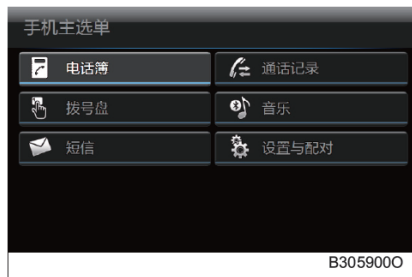 手机主选单
电话簿
通话记录
拨号盘
音乐
短信
设置与配对
B305900O